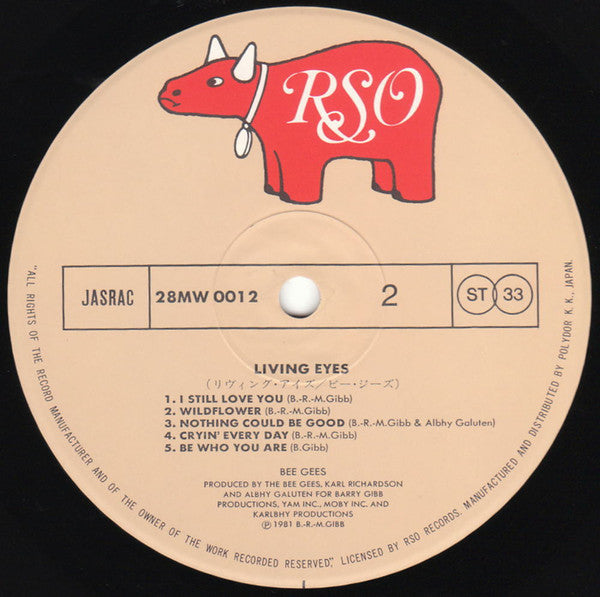 RSO
JASRAC
28MW 0012
2
ST 33
LIVING EYES
(リヴィング・アイズ/ビー・ジーズ)
1. I STILL LOVE YOU (B.-R.-M.Gibb)
2. WILDFLOWER (B.-R.-M.Gibb)
3. NOTHING COULD BE GOOD (B.-R.-M.Gibb & Albhy Galuten)
4. CRYIN' EVERY DAY (B.-R.-M.Gibb)
5. BE WHO YOU ARE (B.Gibb)
BEE GEES
PRODUCED BY THE BEE GEES, KARL RICHARDSON
AND ALBHY GALUTEN FOR BARRY GIBB
PRODUCTIONS, YAM INC., MOBY INC. AND
KARLBHY PRODUCTIONS
℗ 1981 B.-R.-M.GIBB
"ALL RIGHTS OF THE RECORD MANUFACTURER AND OF THE OWNER OF THE WORK RECORDED RESERVED," LICENSED BY RSO RECORDS. MANUFACTURED AND DISTRIBUTED BY POLYDOR K.K., JAPAN.